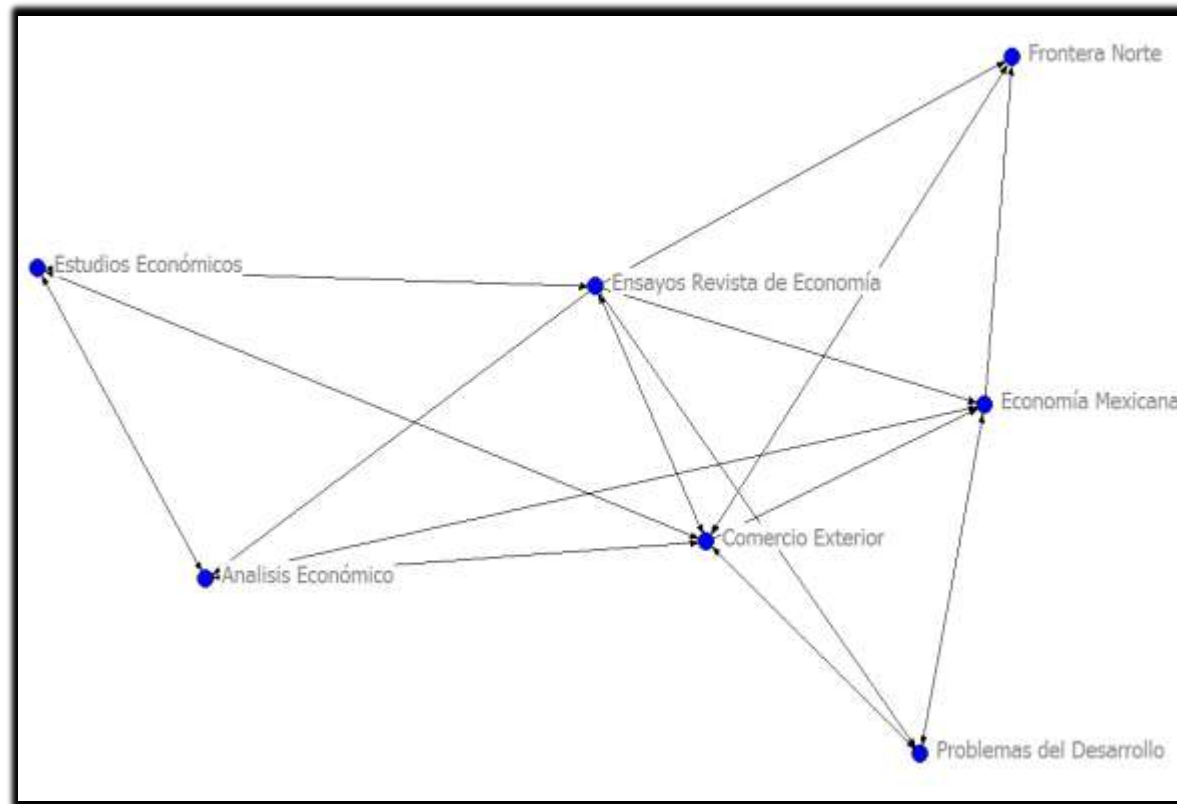 Frontera Norte
Estudios Económicos
Ensayos Revista de Economía
Economía Mexicana
Comercio Exterior
Analisis Económico
Problemas del Desarrollo